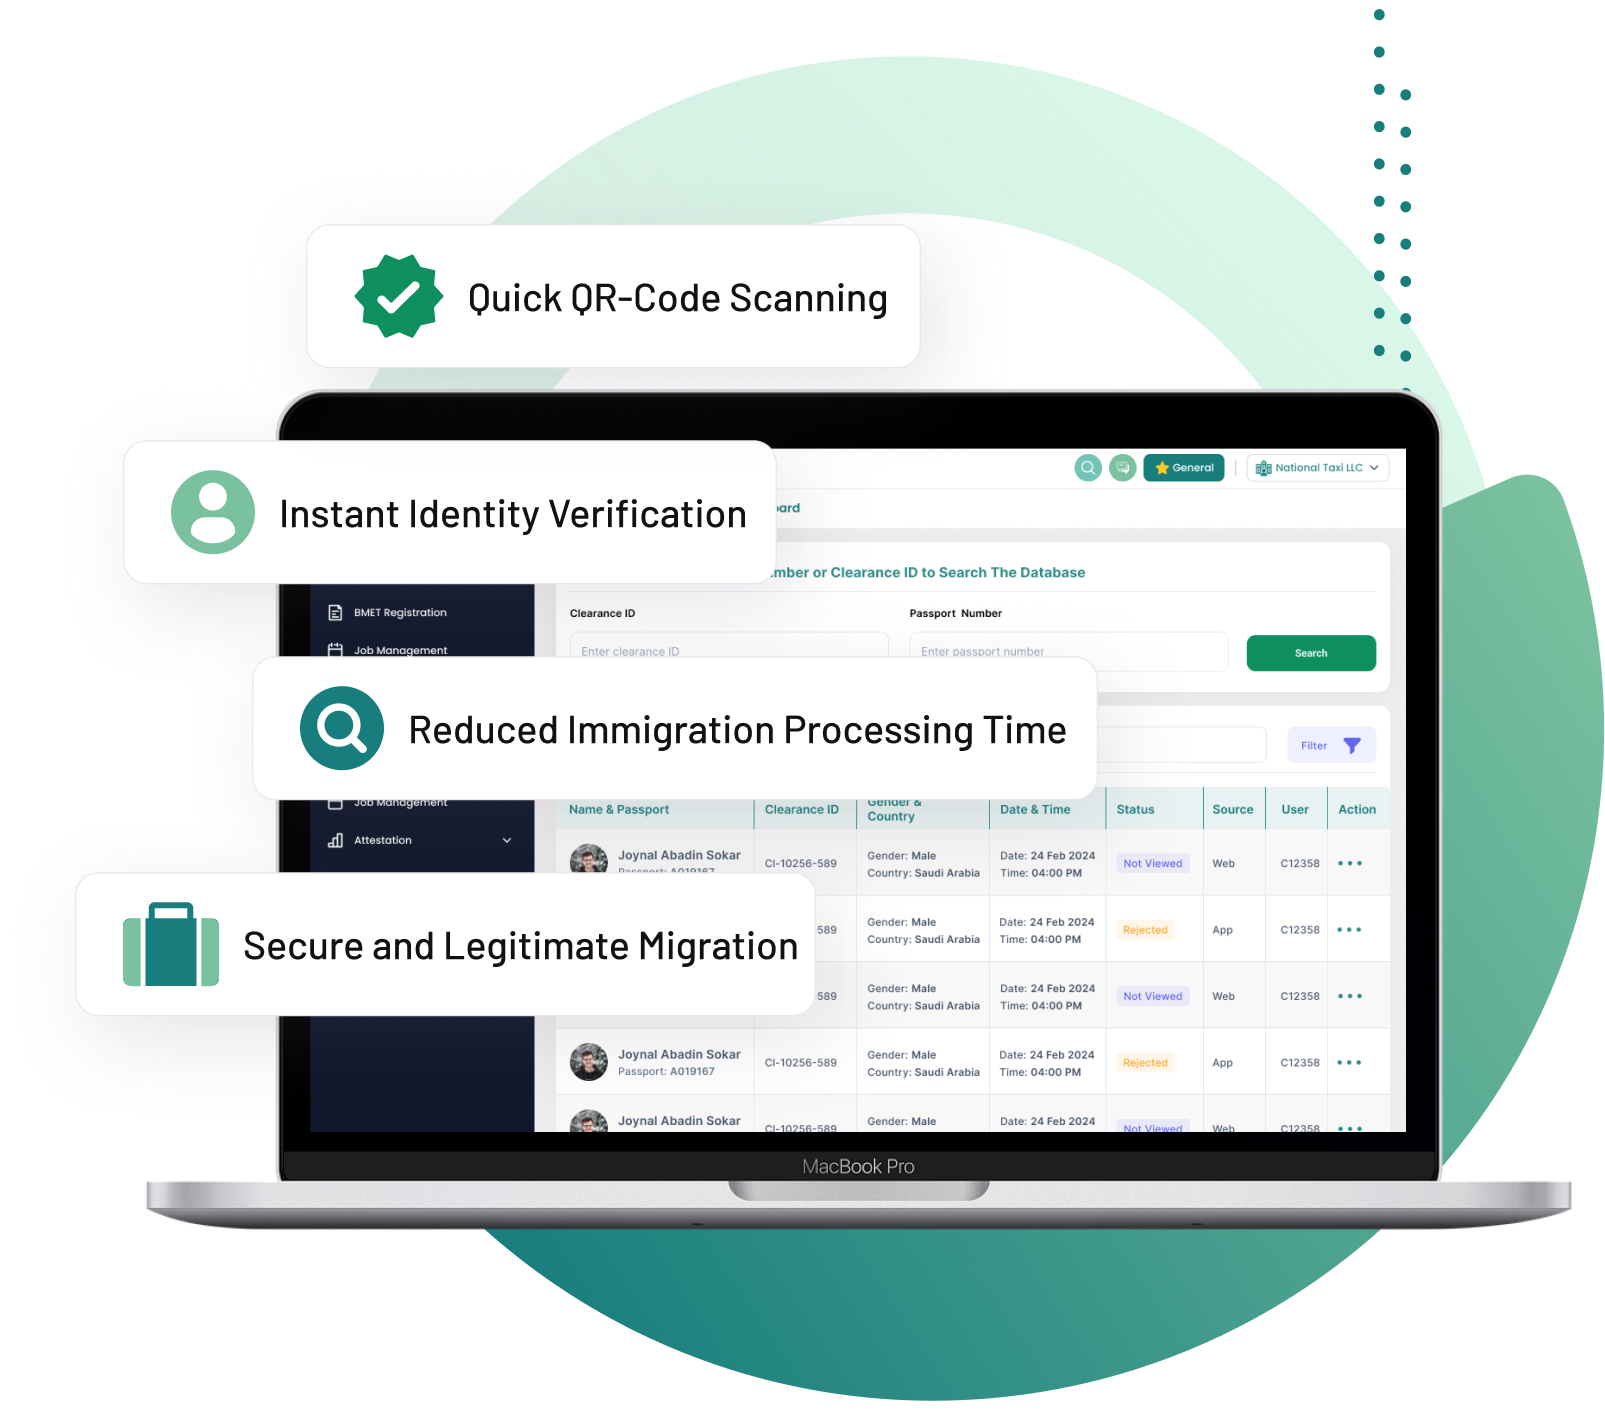 Quick QR-Code Scanning
General
National Taxi LLC
Instant Identity Verification
or Clearance ID to Search The Database
BMET Registration
Clearance ID
Passport Number
Job Management
Enter clearance ID
Enter passport number
Search
Reduced Immigration Processing Time
Filter
Job Management
Name & Passport
Clearance ID
Gender &
Country
Date & Time
Status
Source
User
Action
Attestation
Joynal Abadin Sokar
Passport: A019167
CI-10256-589
Gender: Male
Country: Saudi Arabia
Date: 24 Feb 2024
Time: 04:00 PM
Not Viewed
Web
C12358
Secure and Legitimate Migration
589
Gender: Male
Country: Saudi Arabia
Date: 24 Feb 2024
Time: 04:00 PM
Rejected
App
C12358
589
Gender: Male
Country: Saudi Arabia
Date: 24 Feb 2024
Time: 04:00 PM
Not Viewed
Web
C12358
Joynal Abadin Sokar
Passport: A019167
CI-10256-589
Gender: Male
Country: Saudi Arabia
Date: 24 Feb 2024
Time: 04:00 PM
Rejected
App
C12358
Joynal Abadin Sokar
CI-10256-589
Gender: Male
Date: 24 Feb 2024
Not Viewed
Web
C12358
MacBook Pro